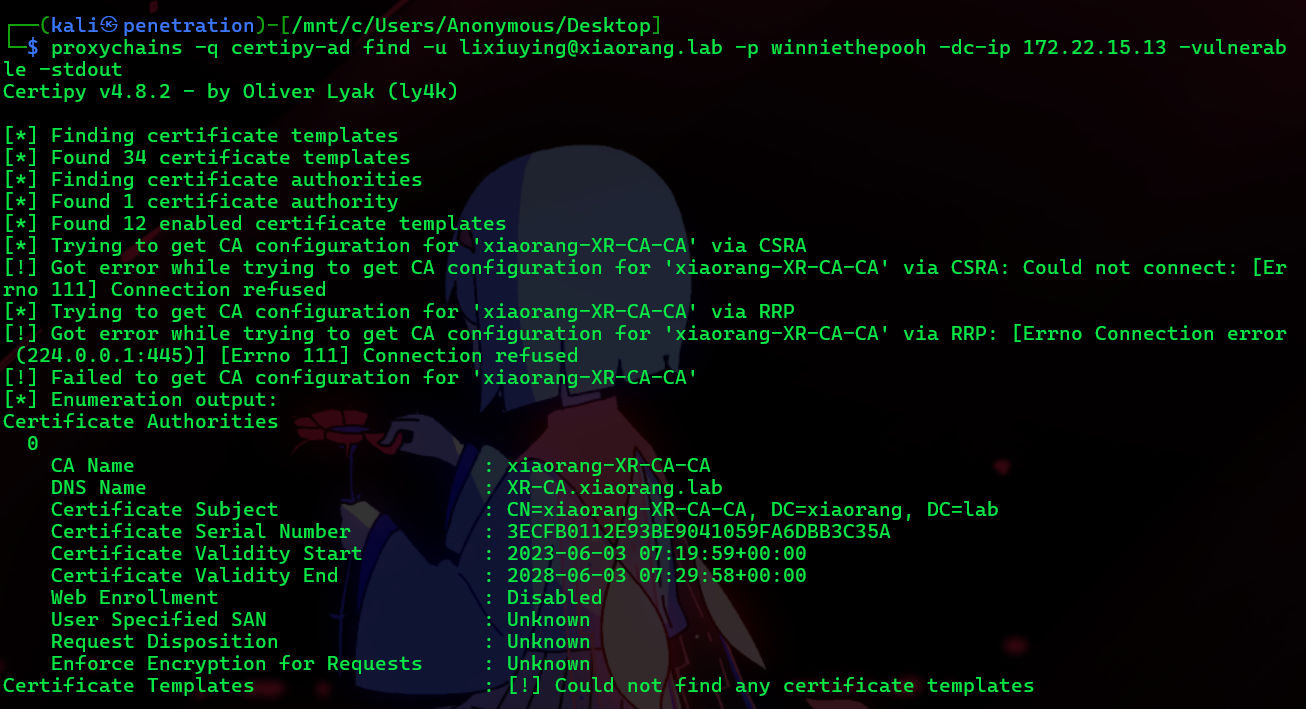 ┌──(kali㉿penetration)-[/mnt/c/Users/Anonymous/Desktop]
└─$ proxychains -q certipy-ad find -u lixiuying@xiaorang.lab -p winniethepooh -dc-ip 172.22.15.13 -vulnerab
le -stdout
Certipy v4.8.2 - by Oliver Lyak (ly4k)

[*] Finding certificate templates
[*] Found 34 certificate templates
[*] Finding certificate authorities
[*] Found 1 certificate authority
[*] Found 12 enabled certificate templates
[*] Trying to get CA configuration for 'xiaorang-XR-CA-CA' via CSRA
[!] Got error while trying to get CA configuration for 'xiaorang-XR-CA-CA' via CSRA: Could not connect: [Er
rno 111] Connection refused
[*] Trying to get CA configuration for 'xiaorang-XR-CA-CA' via RRP
[!] Got error while trying to get CA configuration for 'xiaorang-XR-CA-CA' via RRP: [Errno Connection error
 (224.0.0.1:445)] [Errno 111] Connection refused
[!] Failed to get CA configuration for 'xiaorang-XR-CA-CA'
[*] Enumeration output:
Certificate Authorities
  0
    CA Name                             : xiaorang-XR-CA-CA
    DNS Name                            : XR-CA.xiaorang.lab
    Certificate Subject                 : CN=xiaorang-XR-CA-CA, DC=xiaorang, DC=lab
    Certificate Serial Number           : 3ECFB0112E93BE9041059FA6DBB3C35A
    Certificate Validity Start          : 2023-06-03 07:19:59+00:00
    Certificate Validity End            : 2028-06-03 07:29:58+00:00
    Web Enrollment                      : Disabled
    User Specified SAN                  : Unknown
    Request Disposition                 : Unknown
    Enforce Encryption for Requests     : Unknown
Certificate Templates                   : [!] Could not find any certificate templates